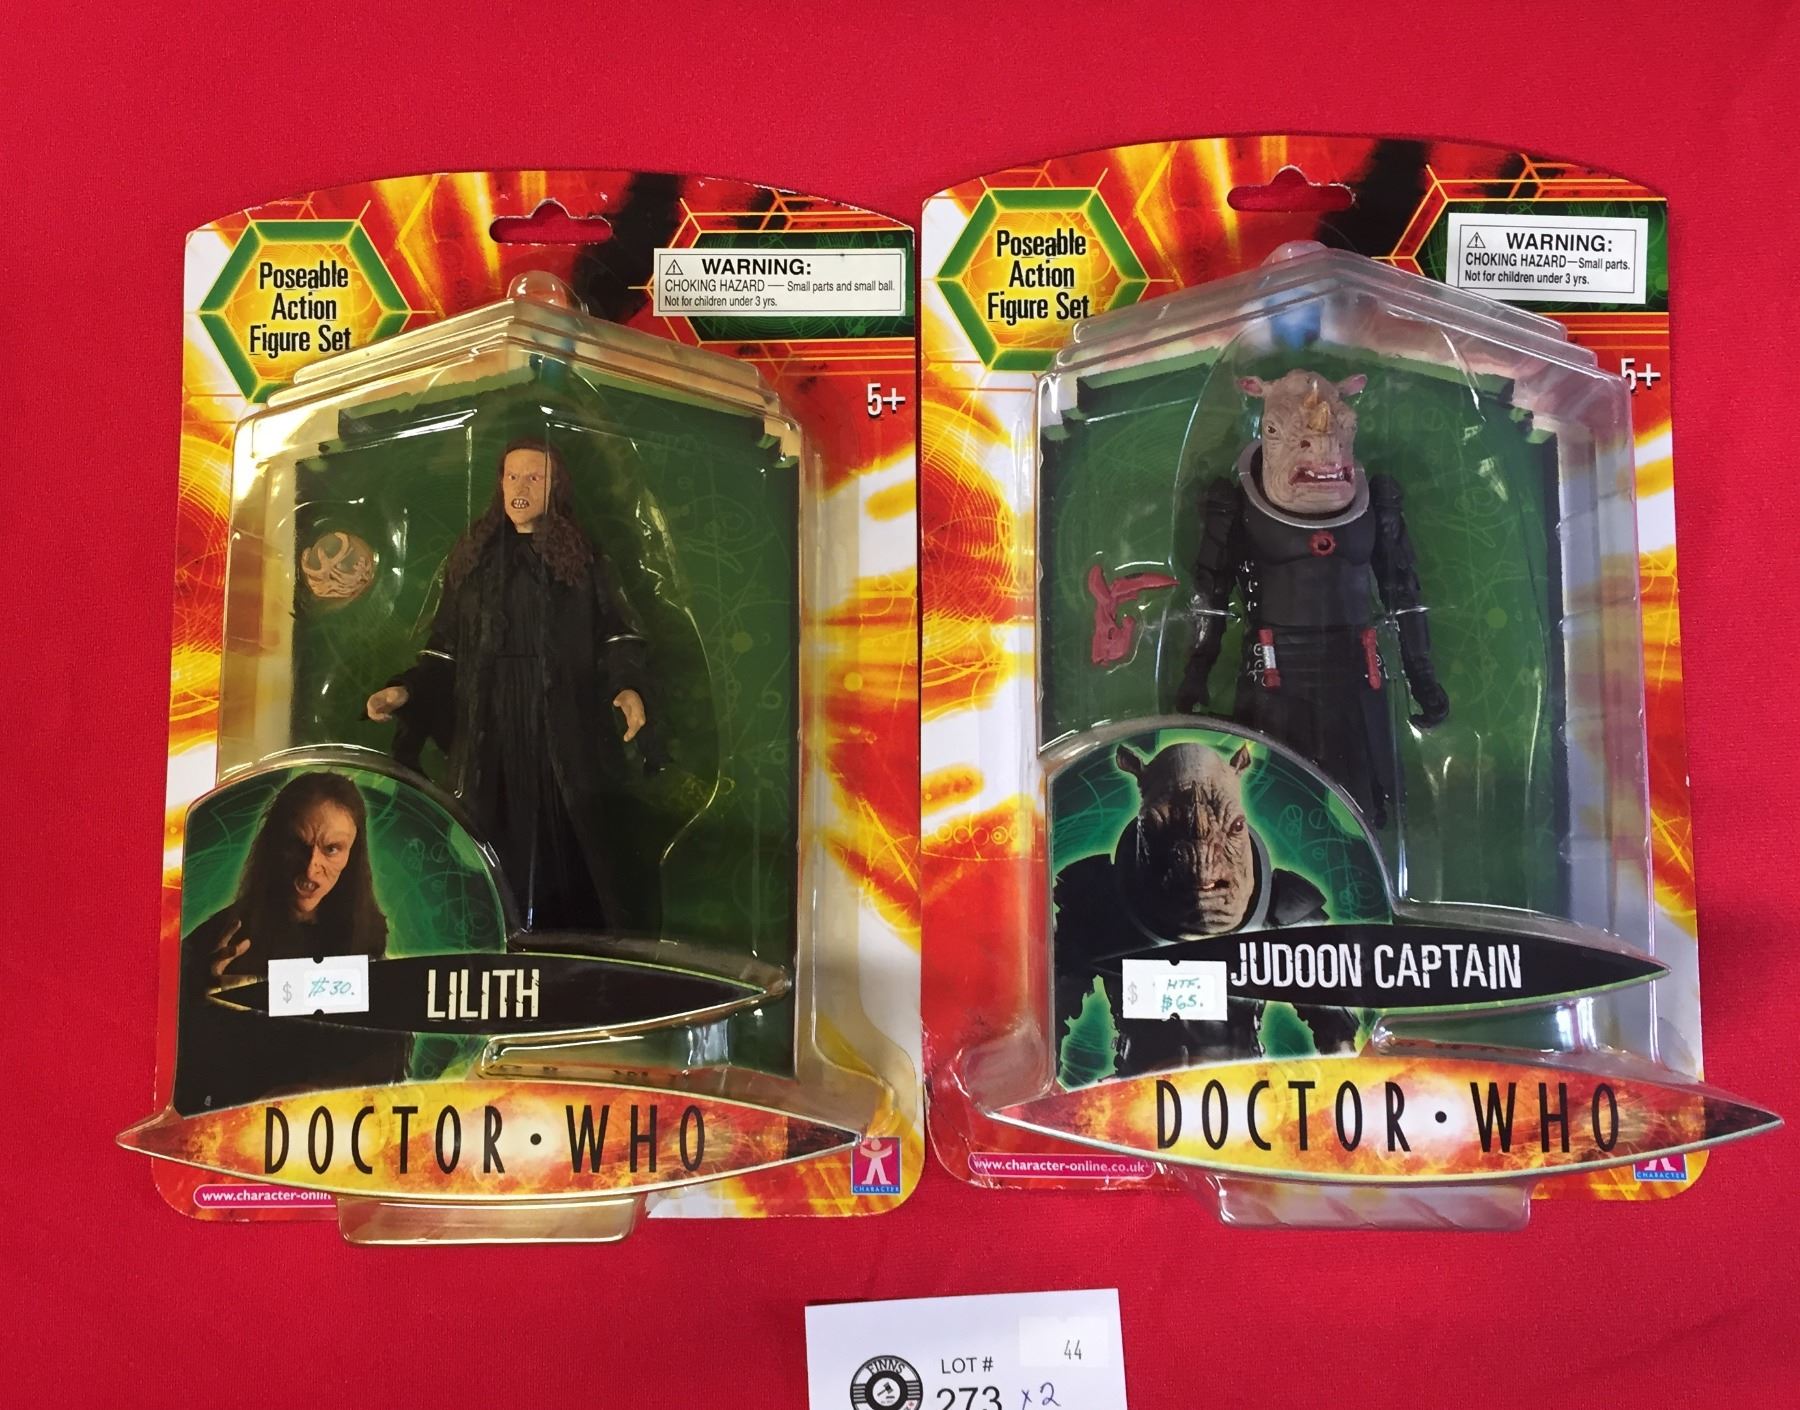 Poseable
Action
Figure Set
WARNING:
CHOKING HAZARD — Small parts and small ball.
Not for children under 3 yrs.
5+
$ $30.
LILITH
DOCTOR · WHO
www.character-onlin
CHARACTER
Poseable
Action
Figure Set
WARNING:
CHOKING HAZARD—Small parts.
Not for children under 3 yrs.
5+
JUDOON CAPTAIN
HTF.
$ $65.
DOCTOR · WHO
www.character-online.co.uk
CHARACTER
FINNS
LOT #
44
273 x2